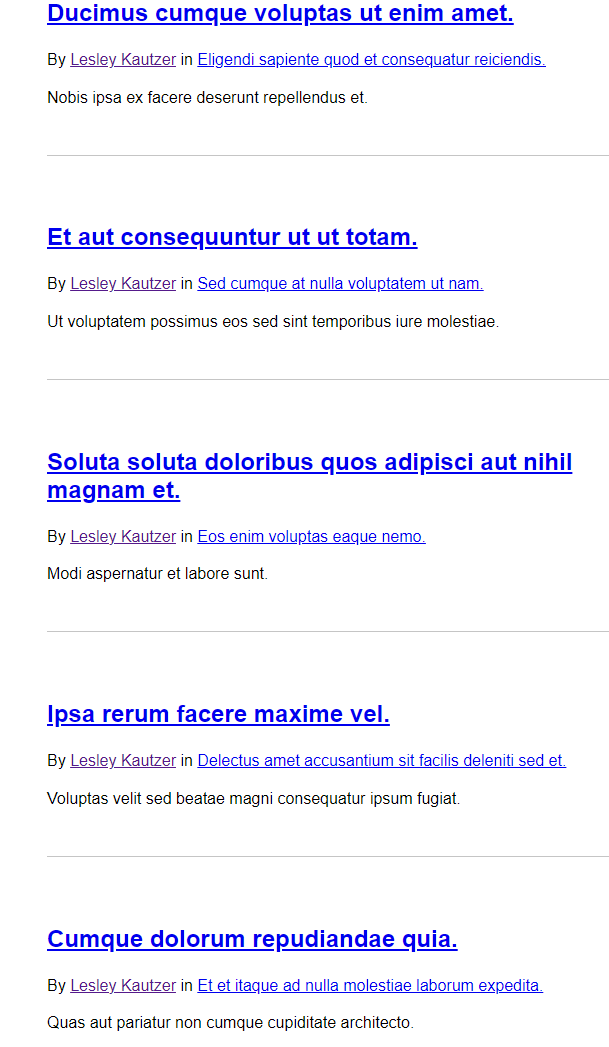 Ducimus cumque voluptas ut enim amet.
By Lesley Kautzer in Eligendi sapiente quod et consequatur reiciendis.
Nobis ipsa ex facere deserunt repellendus et.
Et aut consequuntur ut ut totam.
By Lesley Kautzer in Sed cumque at nulla voluptatem ut nam.
Ut voluptatem possimus eos sed sint temporibus iure molestiae.
Soluta soluta doloribus quos adipisci aut nihil
magnam et.
By Lesley Kautzer in Eos enim voluptas eaque nemo.
Modi aspernatur et labore sunt.
Ipsa rerum facere maxime vel.
By Lesley Kautzer in Delectus amet accusantium sit facilis deleniti sed et.
Voluptas velit sed beatae magni consequatur ipsum fugiat.
Cumque dolorum repudiandae quia.
By Lesley Kautzer in Et et itaque ad nulla molestiae laborum expedita.
Quas aut pariatur non cumque cupiditate architecto.